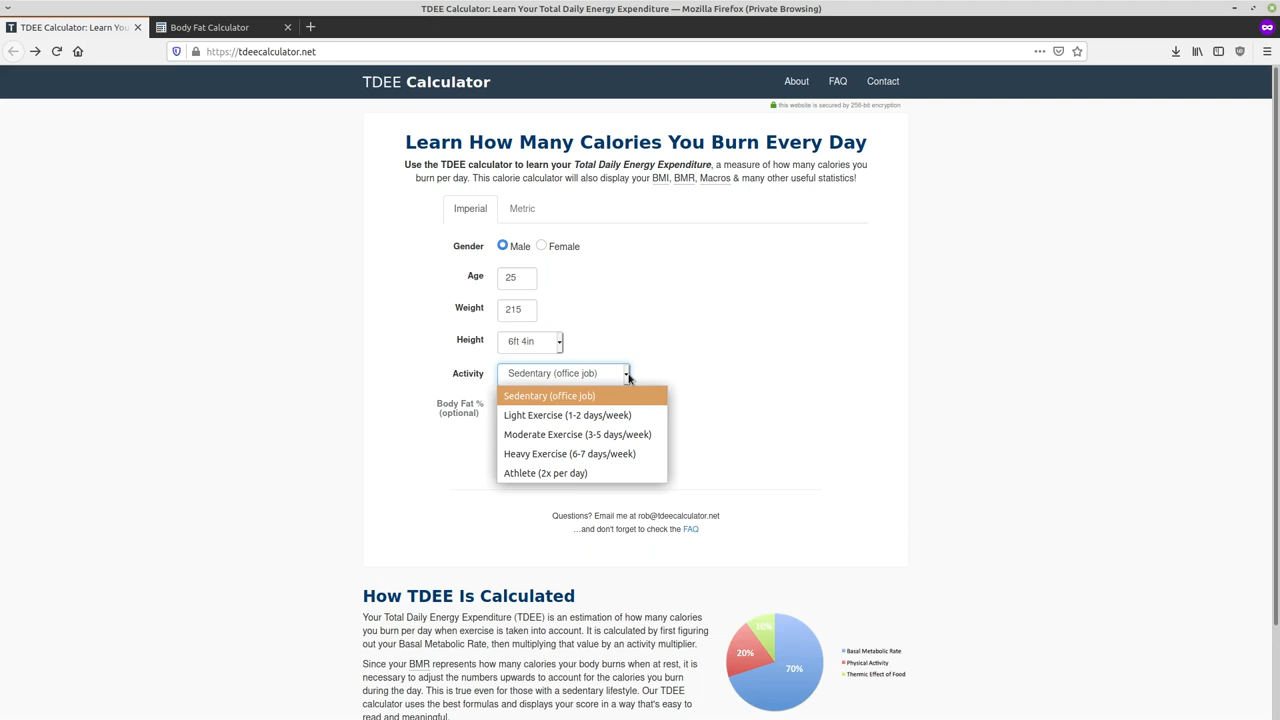 TDEE Calculator: Learn Your Total Daily Energy Expenditure — Mozilla Firefox (Private Browsing)
TDEE Calculator: Learn You
Body Fat Calculator
https://tdeecalculator.net
TDEE Calculator
About FAQ Contact
this website is secured by 256-bit encryption
Learn How Many Calories You Burn Every Day
Use the TDEE calculator to learn your Total Daily Energy Expenditure, a measure of how many calories you
burn per day. This calorie calculator will also display your BMI, BMR, Macros & many other useful statistics!
Imperial Metric
Gender Male Female
Age 25
Weight 215
Height 6ft 4in
Activity Sedentary (office job)
Sedentary (office job)
Body Fat %
(optional)
Light Exercise (1-2 days/week)
Moderate Exercise (3-5 days/week)
Heavy Exercise (6-7 days/week)
Athlete (2x per day)
Questions? Email me at rob@tdeecalculator.net
...and don't forget to check the FAQ
How TDEE Is Calculated
Your Total Daily Energy Expenditure (TDEE) is an estimation of how many calories
you burn per day when exercise is taken into account. It is calculated by first figuring
out your Basal Metabolic Rate, then multiplying that value by an activity multiplier.
Since your BMR represents how many calories your body burns when at rest, it is
necessary to adjust the numbers upwards to account for the calories you burn
during the day. This is true even for those with a sedentary lifestyle. Our TDEE
calculator uses the best formulas and displays your score in a way that's easy to
read and meaningful.
10%
20%
70%
Basal Metabolic Rate
Physical Activity
Thermic Effect of Food